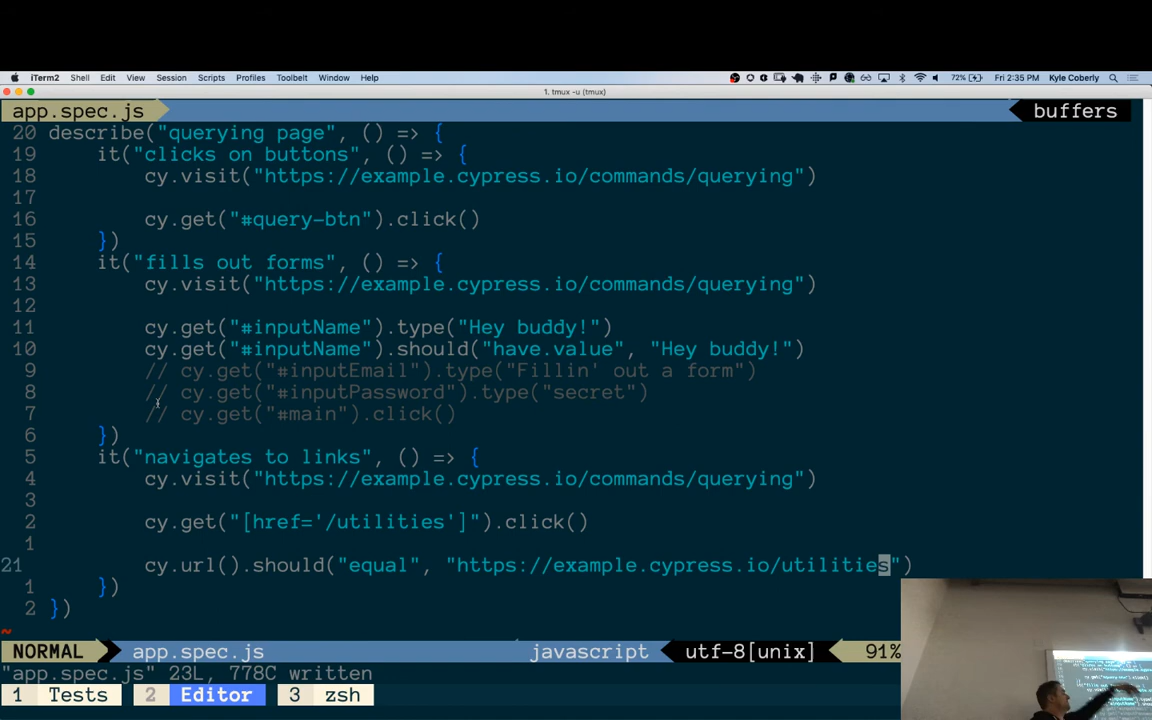 iTerm2 Shell Edit View Session Scripts Profiles Toolbelt Window Help 72% Fri 2:35 PM Kyle Coberly
1. tmux -u (tmux)
app.spec.js buffers
20 describe("querying page", () => {
19 it("clicks on buttons", () => {
18 cy.visit("https://example.cypress.io/commands/querying")
17
16 cy.get("#query-btn").click()
15 })
14 it("fills out forms", () => {
13 cy.visit("https://example.cypress.io/commands/querying")
12
11 cy.get("#inputName").type("Hey buddy!")
10 cy.get("#inputName").should("have.value", "Hey buddy!")
9 // cy.get("#inputEmail").type("Fillin' out a form")
8 // cy.get("#inputPassword").type("secret")
7 // cy.get("#main").click()
6 })
5 it("navigates to links", () => {
4 cy.visit("https://example.cypress.io/commands/querying")
3
2 cy.get("[href='/utilities']").click()
1
21 cy.url().should("equal", "https://example.cypress.io/utilities")
1 })
2 })
~
NORMAL app.spec.js javascript utf-8[unix] 91%
"app.spec.js" 23L, 778C written
1 Tests 2 Editor 3 zsh